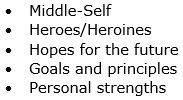 • Middle-Self
• Heroes/Heroines
• Hopes for the future
• Goals and principles
• Personal strengths